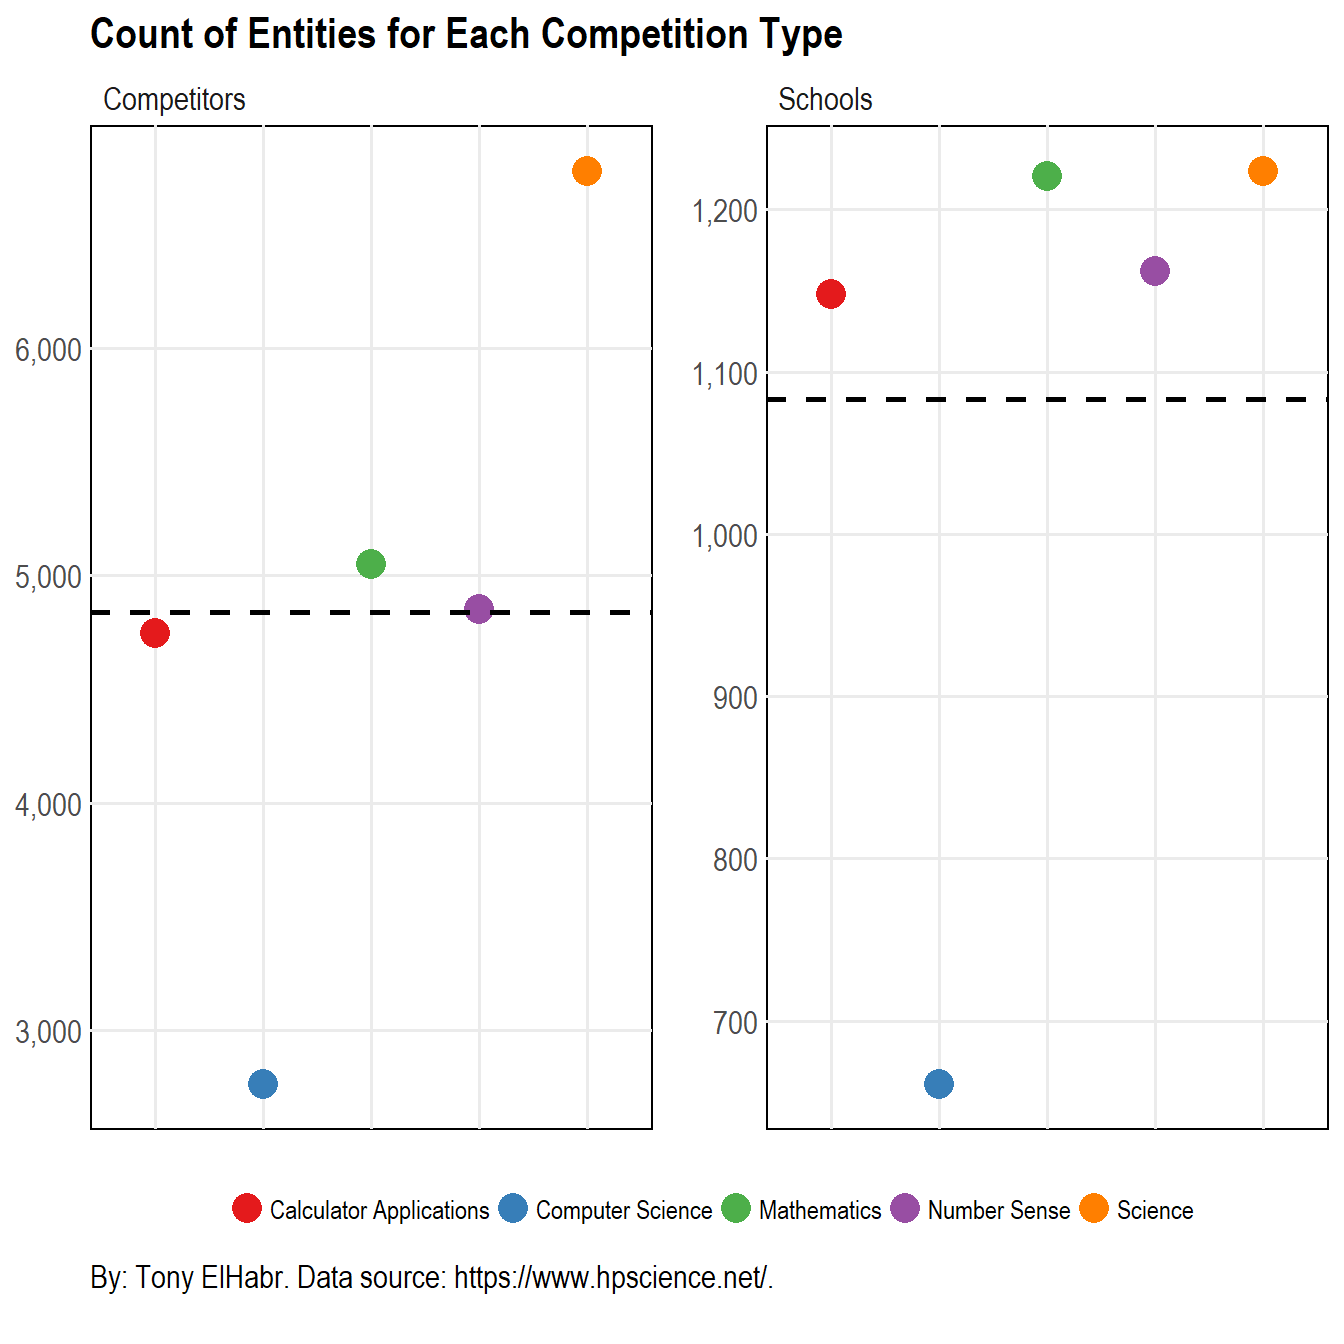 Count of Entities for Each Competition Type
Competitors
6,000
5,000
4,000
3,000
Schools
1,200
1,100
1,000
900
800
700
Calculator Applications Computer Science Mathematics Number Sense Science
By: Tony ElHabr. Data source: https://www.hpscience.net/.